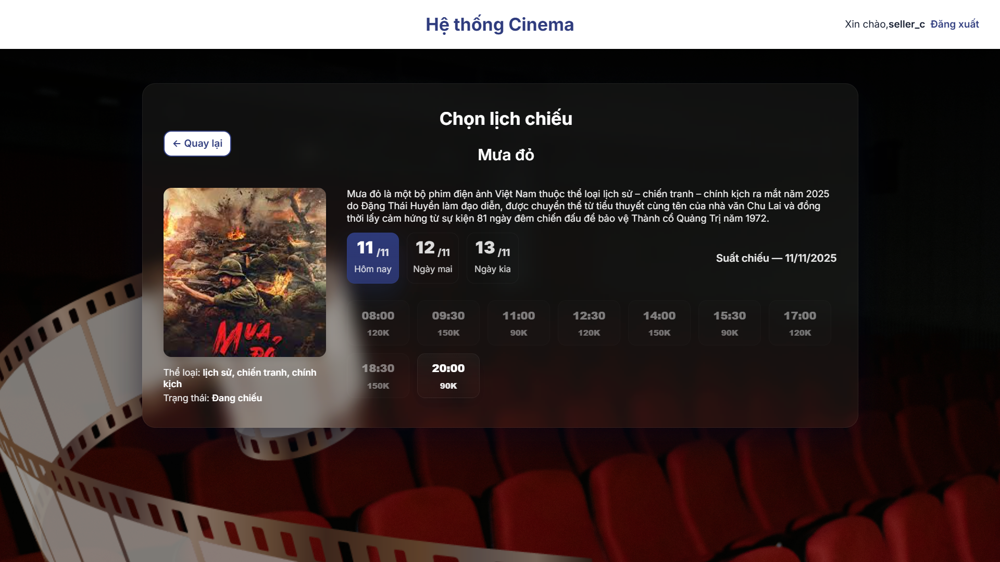 Hệ thống Cinema
Xin chào,seller_c Đăng xuất
Chọn lịch chiếu
← Quay lại
Mưa đỏ
Mưa đỏ là một bộ phim điện ảnh Việt Nam thuộc thể loại lịch sử – chiến tranh – chính kịch ra mắt năm 2025
do Đặng Thái Huyền làm đạo diễn, được chuyển thể từ tiểu thuyết cùng tên của nhà văn Chu Lai và đồng
thời lấy cảm hứng từ sự kiện 81 ngày đêm chiến đấu để bảo vệ Thành cổ Quảng Trị năm 1972.
MƯA
ĐỎ
Thể loại: lịch sử, chiến tranh, chính
kịch
Trạng thái: Đang chiếu
11 /11
Hôm nay
12 /11
Ngày mai
13 /11
Ngày kia
Suất chiếu — 11/11/2025
08:00
120K
09:30
150K
11:00
90K
12:30
120K
14:00
150K
15:30
90K
17:00
120K
18:30
150K
20:00
90K